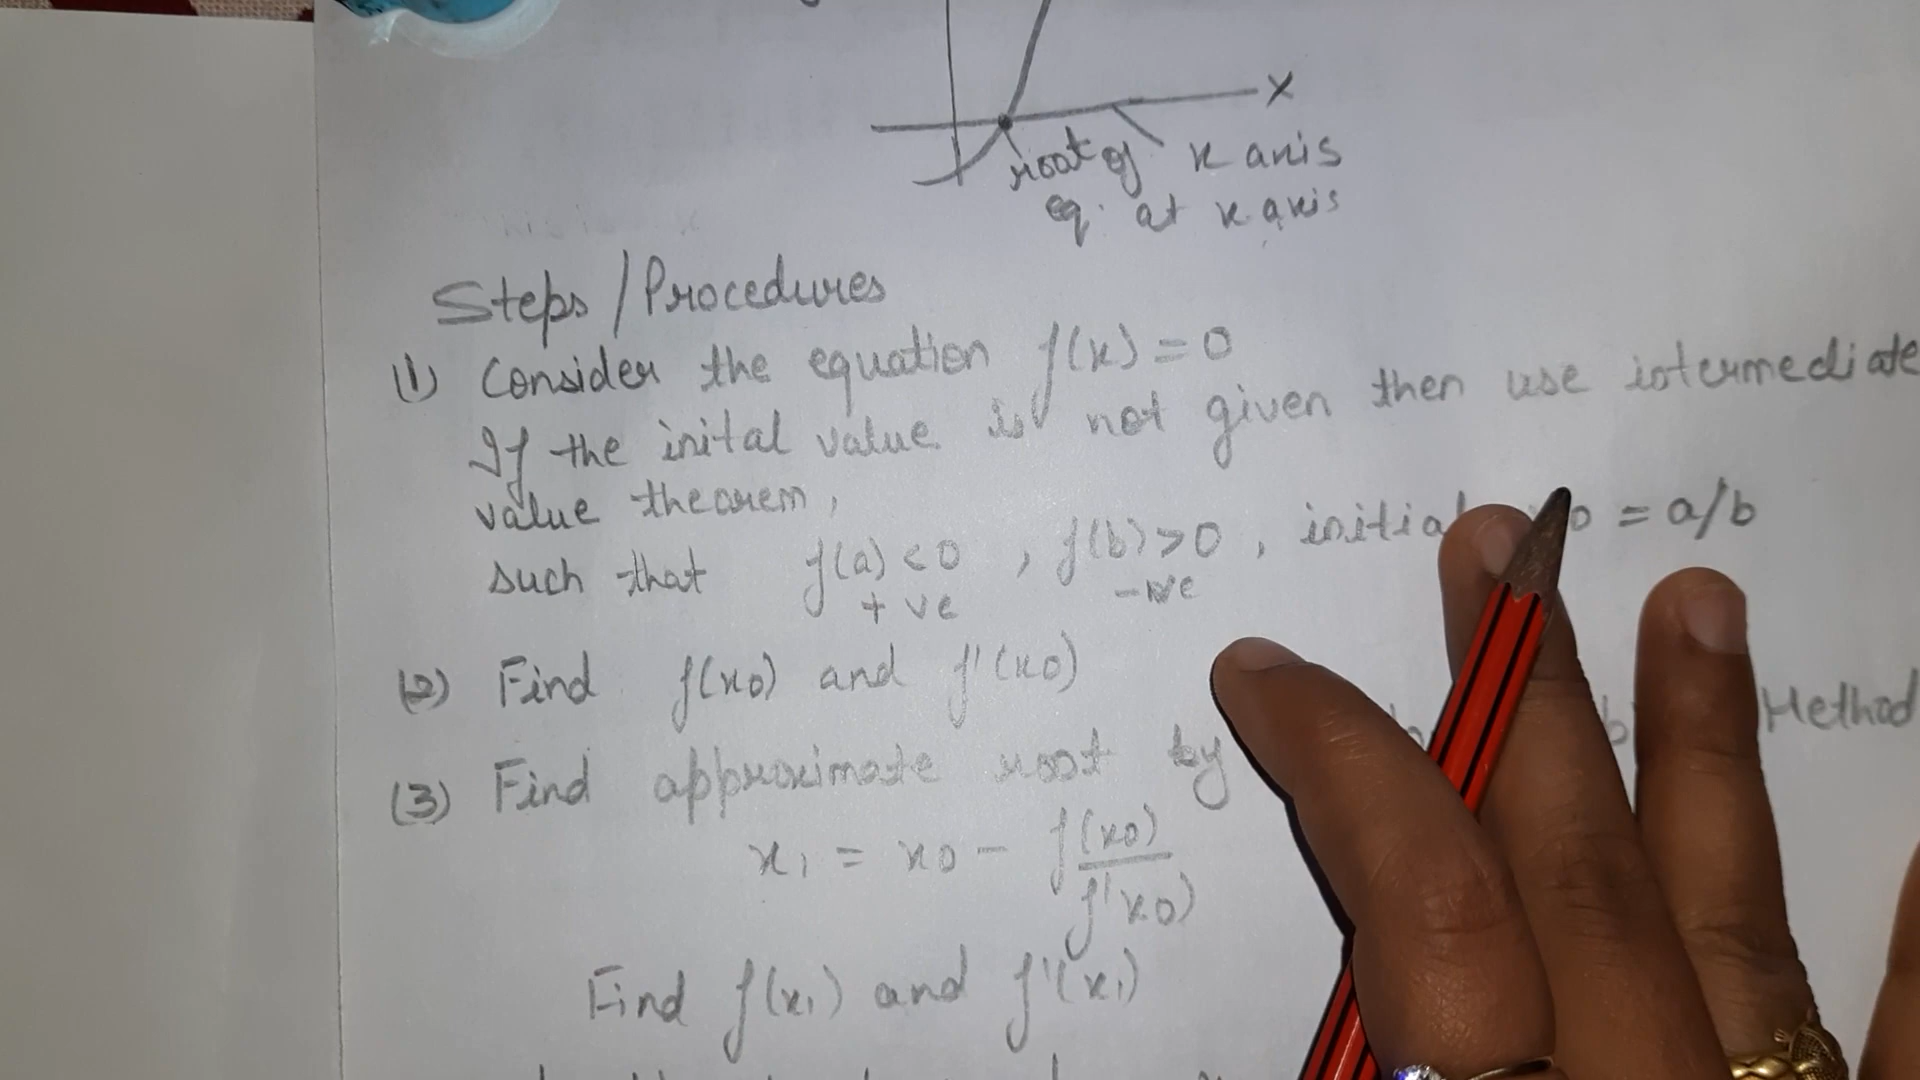 X
root of x axis
eq. at x axis
Steps / Procedures
(1) Consider the equation f(x) = 0
If the inital value is not given then use intermediate
value theorem,
such that f(a) < 0 , f(b) > 0 , initial = a/b
+ ve -ve
(2) Find f(x0) and f'(x0)
(3) Find approximate root by Method
x1 = x0 - f(x0)
f'x0)
Find f(x1) and f'(x1)